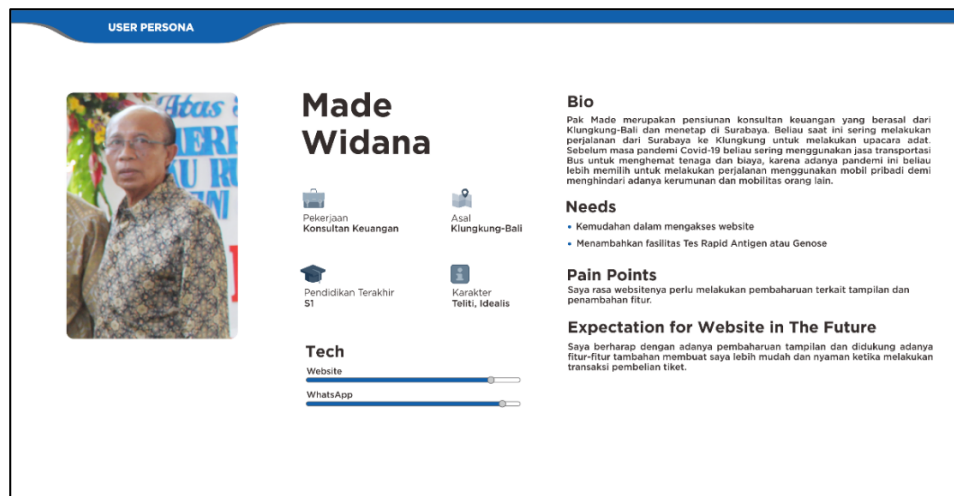 USER PERSONA
Atas
Made
Widana
Pekerjaan
Konsultan Keuangan
Asal
Klungkung-Bali
Pendidikan Terakhir
S1
Karakter
Teliti, Idealis
Tech
Website
WhatsApp
Bio
Pak Made merupakan pensiunan konsultan keuangan yang berasal dari
Klungkung-Bali dan menetap di Surabaya. Beliau saat ini sering melakukan
perjalanan dari Surabaya ke Klungkung untuk melakukan upacara adat.
Sebelum masa pandemi Covid-19 beliau sering menggunakan jasa transportasi
Bus untuk menghemat tenaga dan biaya, karena adanya pandemi ini beliau
lebih memilih untuk melakukan perjalanan menggunakan mobil pribadi demi
menghindari adanya kerumunan dan mobilitas orang lain.
Needs
• Kemudahan dalam mengakses website
• Menambahkan fasilitas Tes Rapid Antigen atau Genose
Pain Points
Saya rasa websitenya perlu melakukan pembaharuan terkait tampilan dan
penambahan fitur.
Expectation for Website in The Future
Saya berharap dengan adanya pembaharuan tampilan dan didukung adanya
fitur-fitur tambahan membuat saya lebih mudah dan nyaman ketika melakukan
transaksi pembelian tiket.